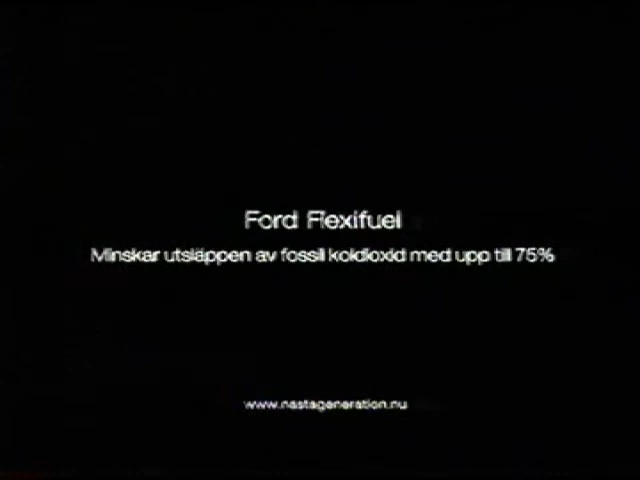 Ford Flexifuel
Minskar utsläppen av fossil koldioxid med upp till 75%
www.nastageneration.nu